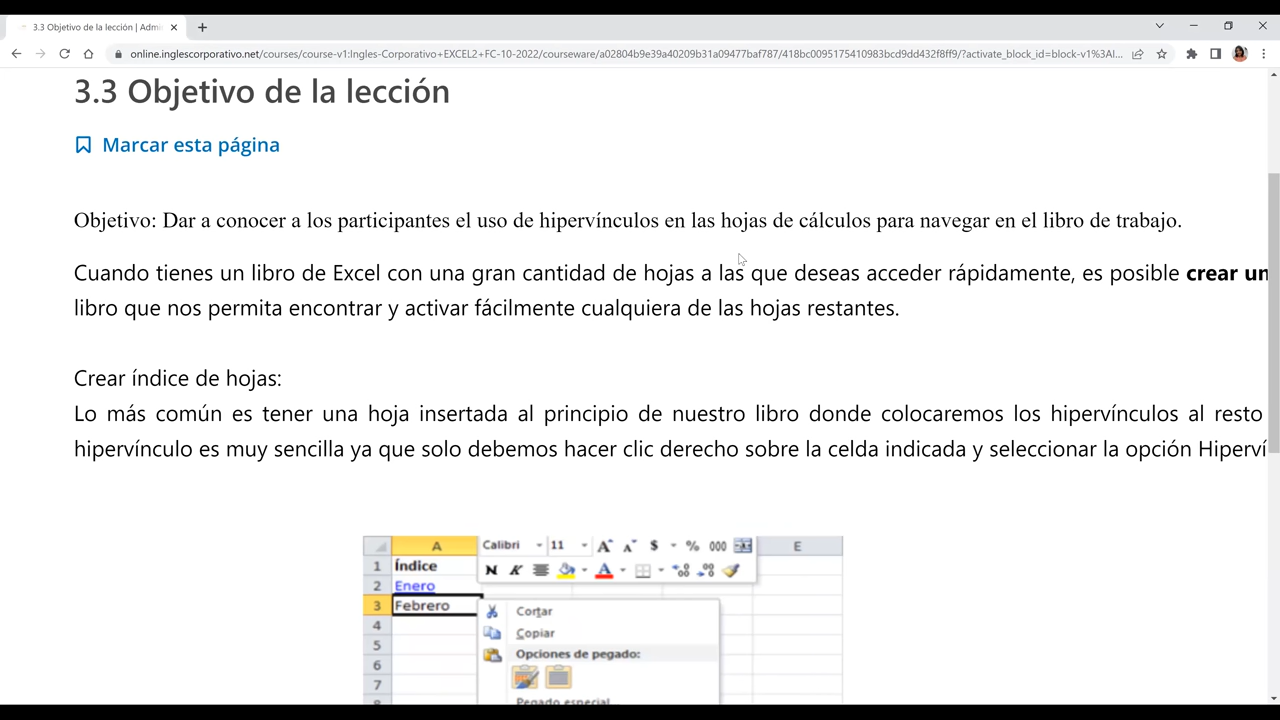 3.3 Objetivo de la lección | Admi
online.inglescorporativo.net/courses/course-v1:Ingles-Corporativo+EXCEL2+FC-10-2022/courseware/a02804b9e39a40209b31a09477baf787/418bc0095175410983bcd9dd432f8ff9/?activate_block_id=block-v1%3AI...
3.3 Objetivo de la lección
Marcar esta página
Objetivo: Dar a conocer a los participantes el uso de hipervínculos en las hojas de cálculos para navegar en el libro de trabajo.
Cuando tienes un libro de Excel con una gran cantidad de hojas a las que deseas acceder rápidamente, es posible crear un
libro que nos permita encontrar y activar fácilmente cualquiera de las hojas restantes.
Crear índice de hojas:
Lo más común es tener una hoja insertada al principio de nuestro libro donde colocaremos los hipervínculos al resto
hipervínculo es muy sencilla ya que solo debemos hacer clic derecho sobre la celda indicada y seleccionar la opción Hiperví
A Calibri 11 A A $ % 000 E
1 Índice N K A
2 Enero
3 Febrero Cortar
4 Copiar
5 Opciones de pegado:
6
7
8 Pegado especial...